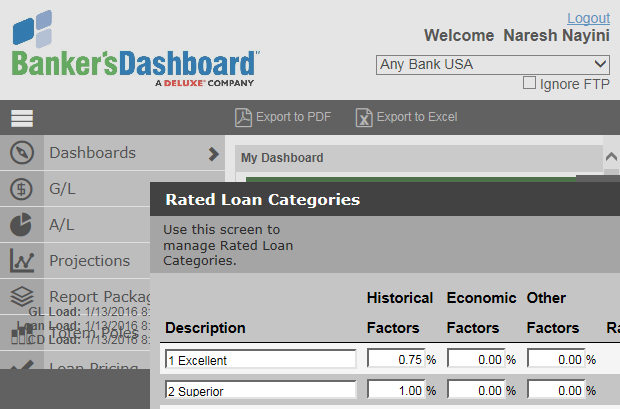 Logout
Welcome Naresh Nayini
Banker'sDashboard™
A DELUXE® COMPANY
Any Bank USA
Ignore FTP
Export to PDF
Export to Excel
Dashboards
My Dashboard
G/L
A/L
Projections
Report Packag
Totem Poles
Loan Pricing
GL Load: 1/13/2016 8:
Loan Load: 1/13/2016 8:
CD Load: 1/13/2016 8:
Rated Loan Categories
Use this screen to
manage Rated Loan
Categories.
Historical Economic Other
Description Factors Factors Factors Ra
1 Excellent 0.75 % 0.00 % 0.00 %
2 Superior 1.00 % 0.00 % 0.00 %